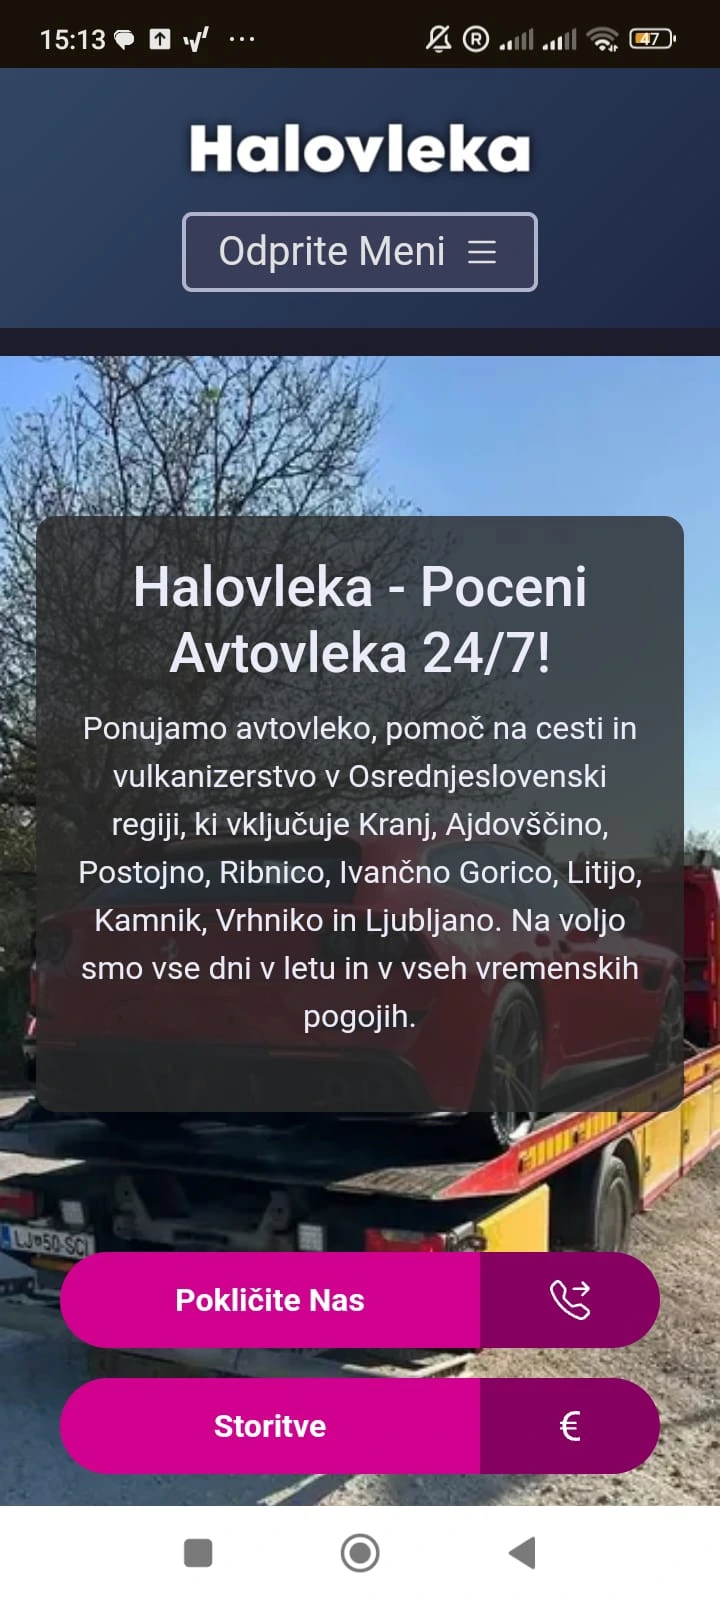 15:13
47
Halovleka
Odprite Meni
Halovleka - Poceni
Avtovleka 24/7!
Ponujamo avtovleko, pomoč na cesti in
vulkanizerstvo v Osrednjeslovenski
regiji, ki vključuje Kranj, Ajdovščino,
Postojno, Ribnico, Ivančno Gorico, Litijo,
Kamnik, Vrhniko in Ljubljano. Na voljo
smo vse dni v letu in v vseh vremenskih
pogojih.
LJ 50-SCL
Pokličite Nas
Storitve €